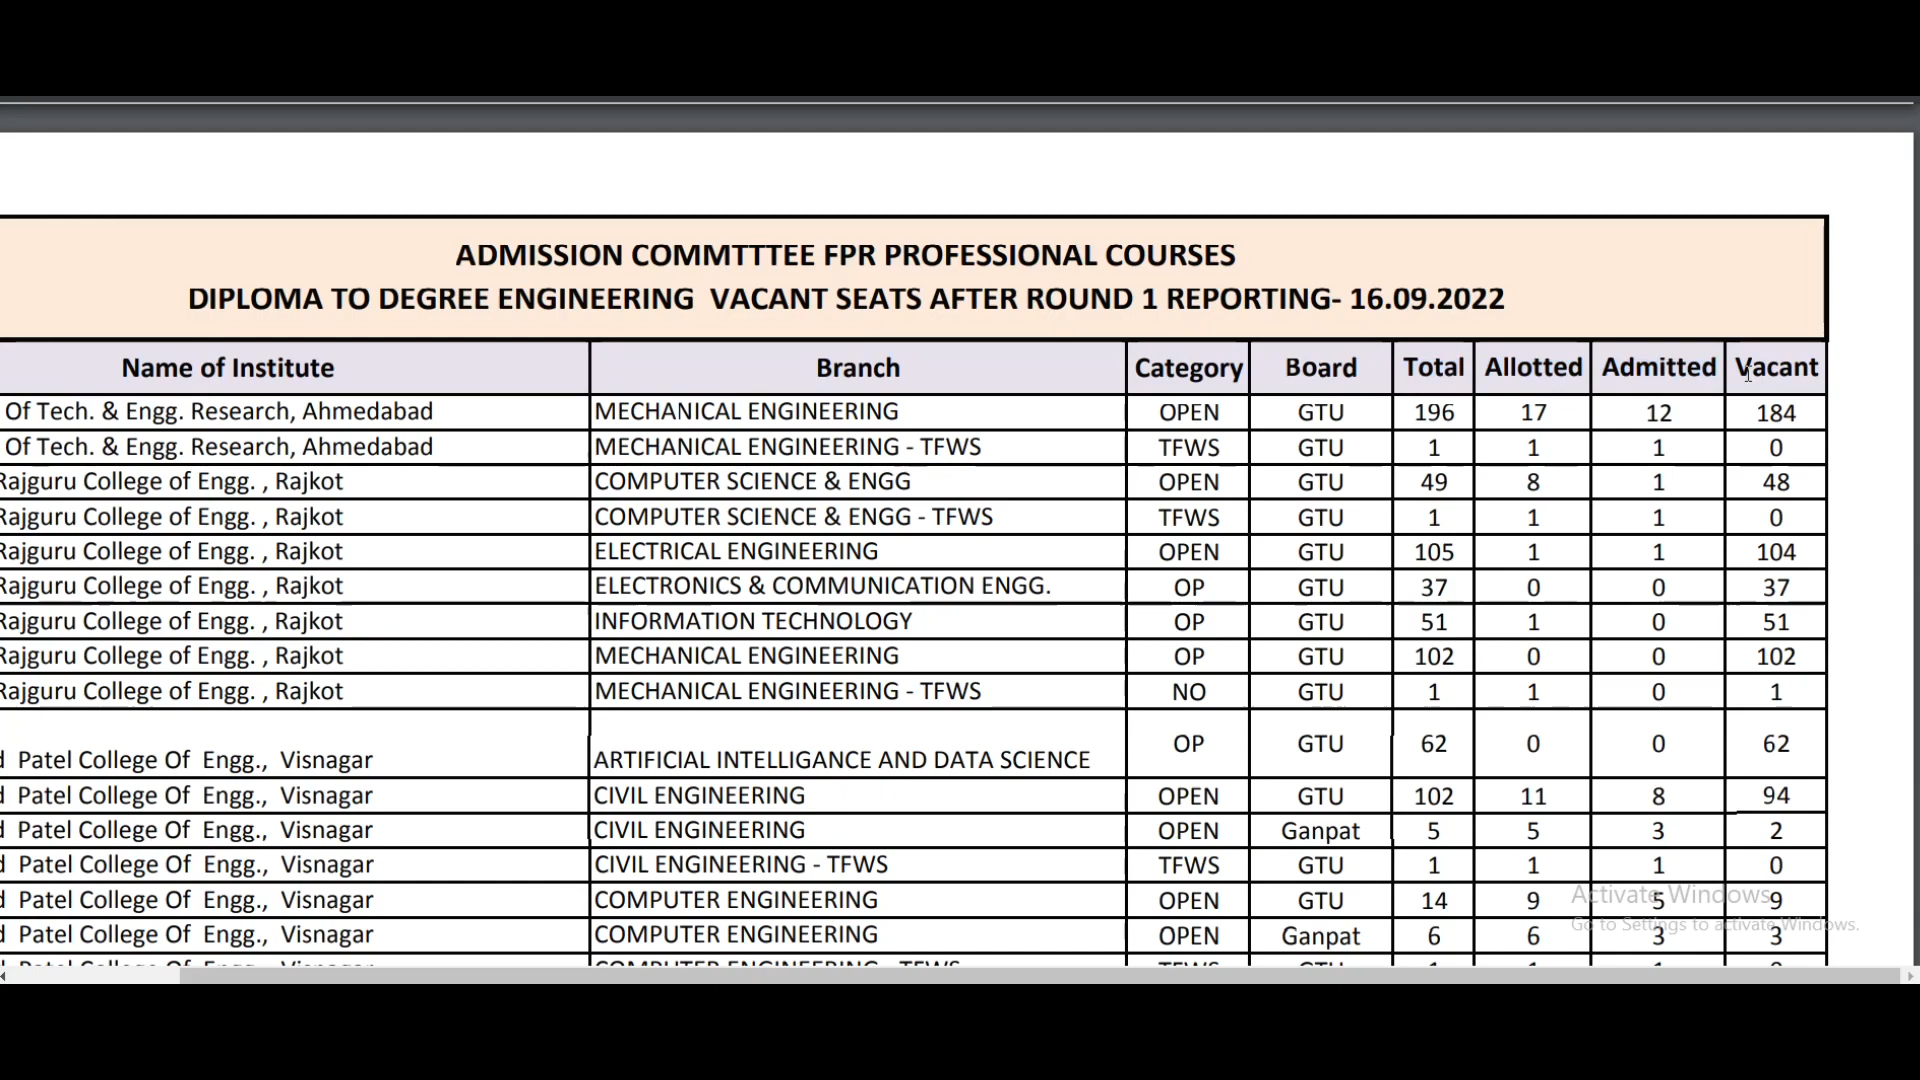 ADMISSION COMMTTTEE FPR PROFESSIONAL COURSES
DIPLOMA TO DEGREE ENGINEERING VACANT SEATS AFTER ROUND 1 REPORTING- 16.09.2022
Name of Institute Branch Category Board Total Allotted Admitted Vacant
Of Tech. & Engg. Research, Ahmedabad MECHANICAL ENGINEERING OPEN GTU 196 17 12 184
Of Tech. & Engg. Research, Ahmedabad MECHANICAL ENGINEERING - TFWS TFWS GTU 1 1 1 0
Rajguru College of Engg. , Rajkot COMPUTER SCIENCE & ENGG OPEN GTU 49 8 1 48
Rajguru College of Engg. , Rajkot COMPUTER SCIENCE & ENGG - TFWS TFWS GTU 1 1 1 0
Rajguru College of Engg. , Rajkot ELECTRICAL ENGINEERING OPEN GTU 105 1 1 104
Rajguru College of Engg. , Rajkot ELECTRONICS & COMMUNICATION ENGG. OP GTU 37 0 0 37
Rajguru College of Engg. , Rajkot INFORMATION TECHNOLOGY OP GTU 51 1 0 51
Rajguru College of Engg. , Rajkot MECHANICAL ENGINEERING OP GTU 102 0 0 102
Rajguru College of Engg. , Rajkot MECHANICAL ENGINEERING - TFWS NO GTU 1 1 0 1
d Patel College Of Engg., Visnagar ARTIFICIAL INTELLIGANCE AND DATA SCIENCE OP GTU 62 0 0 62
d Patel College Of Engg., Visnagar CIVIL ENGINEERING OPEN GTU 102 11 8 94
d Patel College Of Engg., Visnagar CIVIL ENGINEERING OPEN Ganpat 5 5 3 2
d Patel College Of Engg., Visnagar CIVIL ENGINEERING - TFWS TFWS GTU 1 1 1 0
d Patel College Of Engg., Visnagar COMPUTER ENGINEERING OPEN GTU 14 9 5 9
d Patel College Of Engg., Visnagar COMPUTER ENGINEERING OPEN Ganpat 6 6 3 3
Activate Windows
Go to Settings to activate Windows.